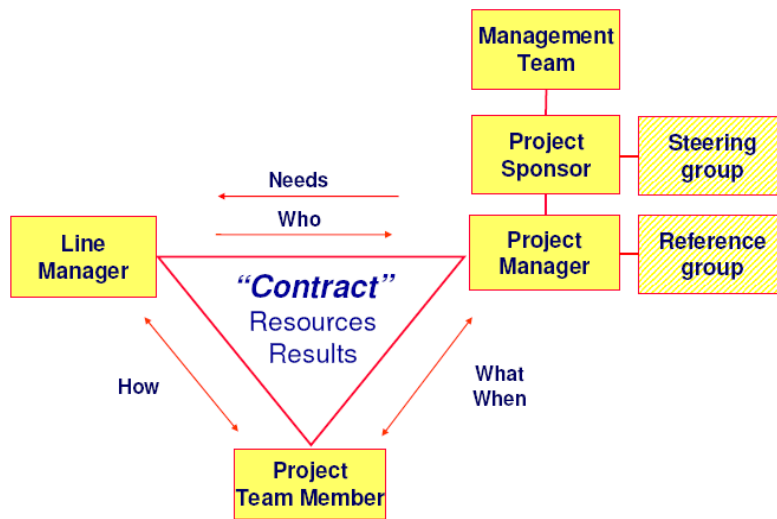 Management
Team
Project
Sponsor
Steering
group
Needs
Who
Line
Manager
Project
Manager
Reference
group
“Contract”
Resources
Results
How
What
When
Project
Team Member